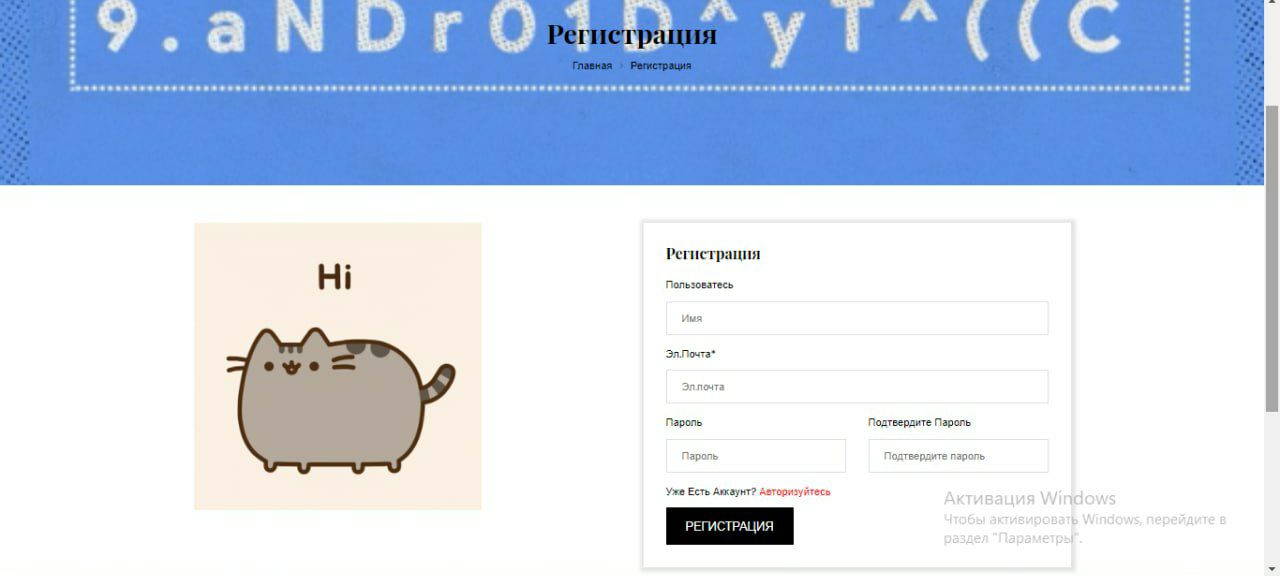 9.aNDr01D^yT^((C
Регистрация
Главная › Регистрация
Hi
Регистрация
Пользоватесь
Имя
Эл.Почта*
Эл.почта
Пароль
Подтвердите Пароль
Пароль
Подтвердите пароль
Уже Есть Аккаунт? Авторизуйтесь
РЕГИСТРАЦИЯ
Активация Windows
Чтобы активировать Windows, перейдите в
раздел "Параметры".